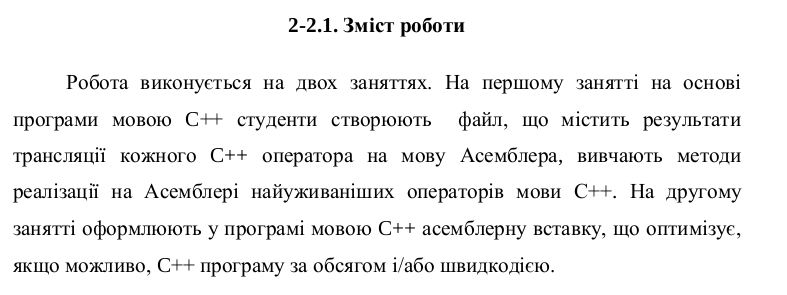 2-2.1. Зміст роботи
Робота виконується на двох заняттях. На першому занятті на основі
програми мовою С++ студенти створюють файл, що містить результати
трансляції кожного С++ оператора на мову Асемблера, вивчають методи
реалізації на Асемблері найуживаніших операторів мови С++. На другому
занятті оформлюють у програмі мовою С++ асемблерну вставку, що оптимізує,
якщо можливо, С++ програму за обсягом і/або швидкодією.